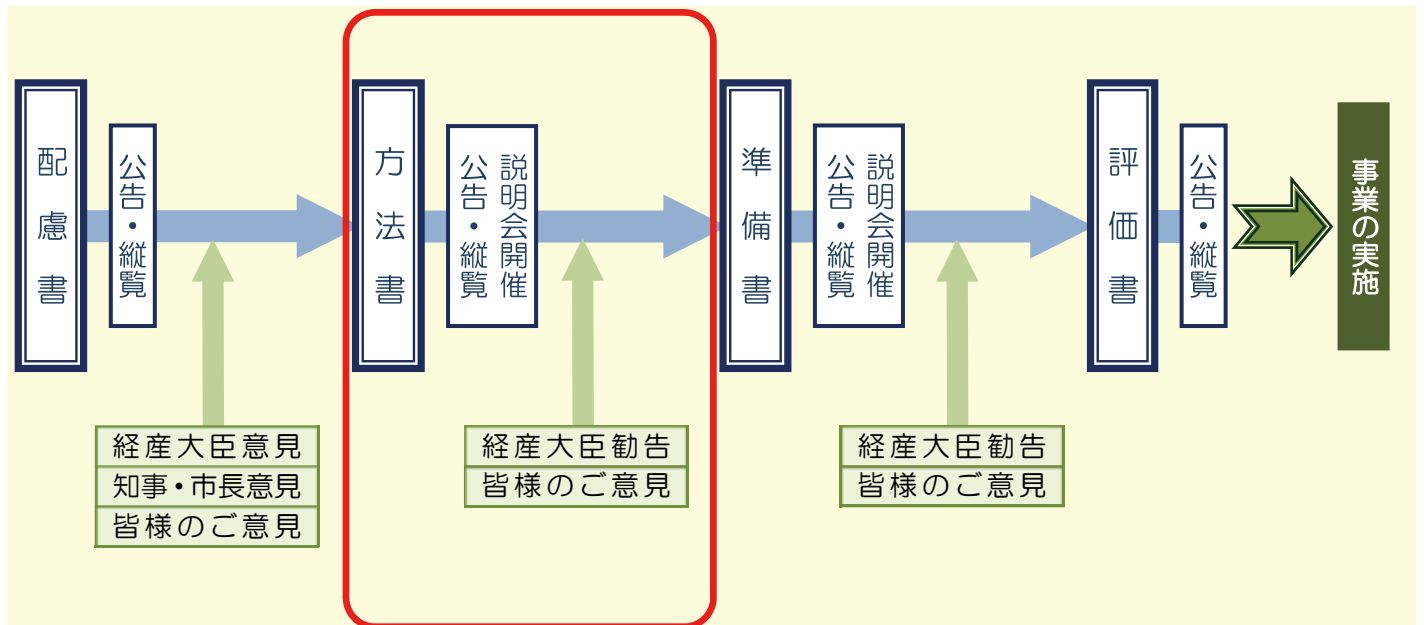 配慮書
公告・縦覧
方法書
説明会開催
公告・縦覧
準備書
説明会開催
公告・縦覧
評価書
公告・縦覧
事業の実施
経産大臣意見
知事・市長意見
皆様のご意見
経産大臣勧告
皆様のご意見
経産大臣勧告
皆様のご意見